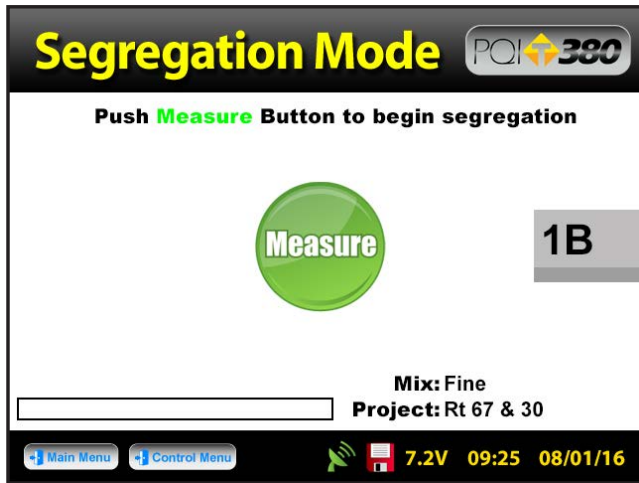 Segregation Mode PQI T 380
Push Measure Button to begin segregation
Measure
1B
Mix: Fine
Project: Rt 67 & 30
Main Menu Control Menu 7.2V 09:25 08/01/16